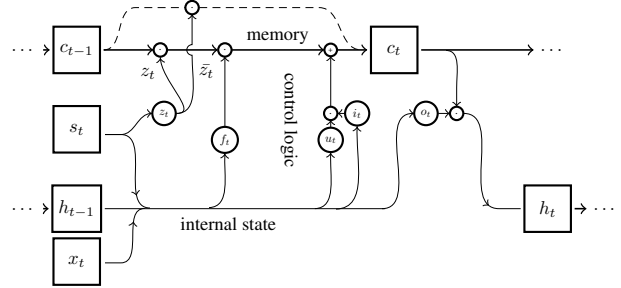 ··· c_{t−1} · · · memory + c_t ···
z_t z̄_t
control logic
s_t z_t f_t u_t · i_t o_t ·
··· h_{t−1} h_t ···
internal state
x_t